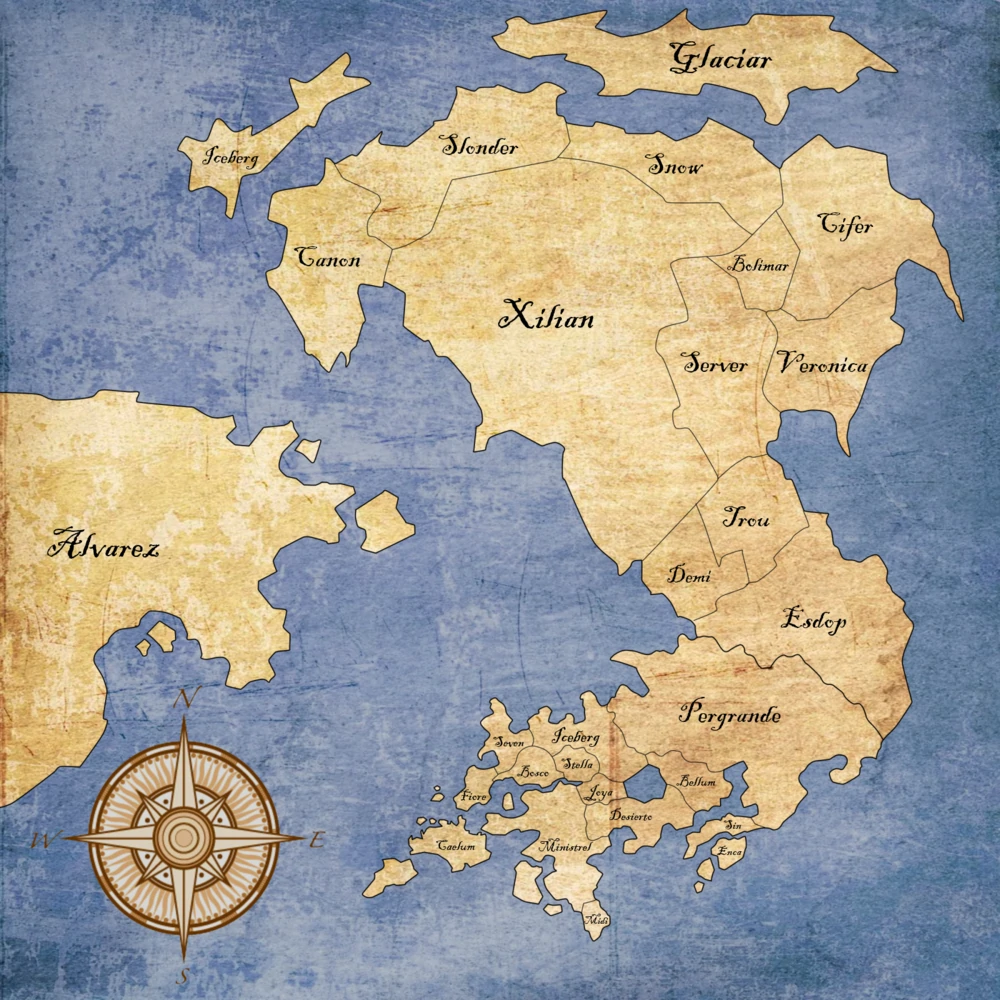 Glaciar
Iceberg
Slonder
Snow
Cifer
Canon
Bolimar
Xilian
Server
Veronica
Alvarez
Trou
Demi
Esdop
Pergrande
N
Seven
Iceberg
Bosco
Stella
Fiore
Joya
Bellum
Desierto
Sin
W
E
Caelum
Ministrel
Enca
Midi
S